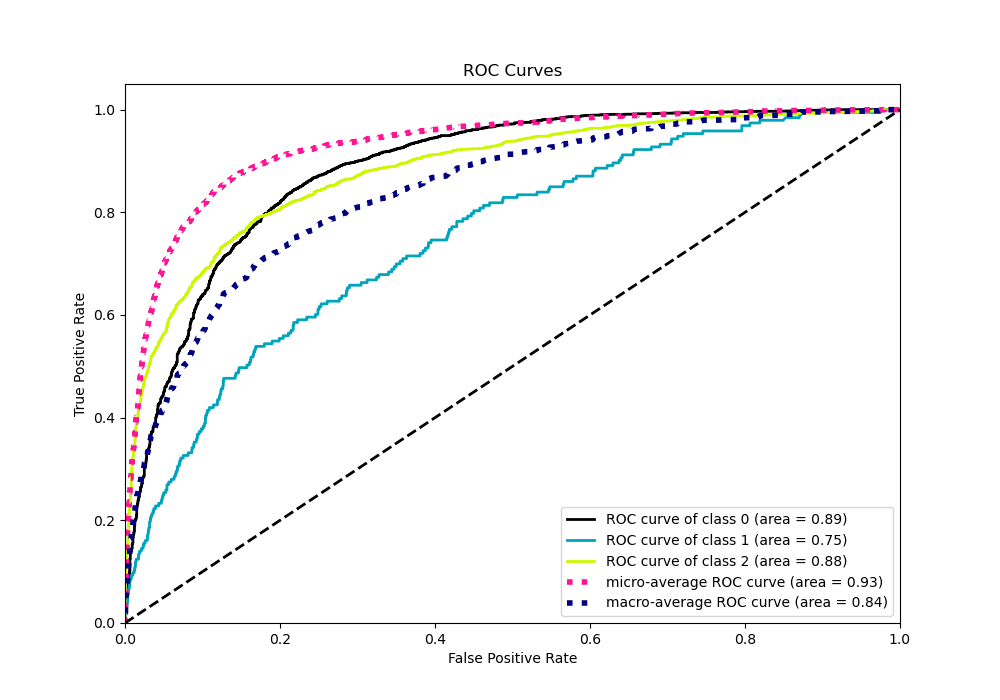 ROC Curves
True Positive Rate
1.0
0.8
0.6
0.4
0.2
0.0
ROC curve of class 0 (area = 0.89)
ROC curve of class 1 (area = 0.75)
ROC curve of class 2 (area = 0.88)
micro-average ROC curve (area = 0.93)
macro-average ROC curve (area = 0.84)
0.0
0.2
0.4
0.6
0.8
1.0
False Positive Rate